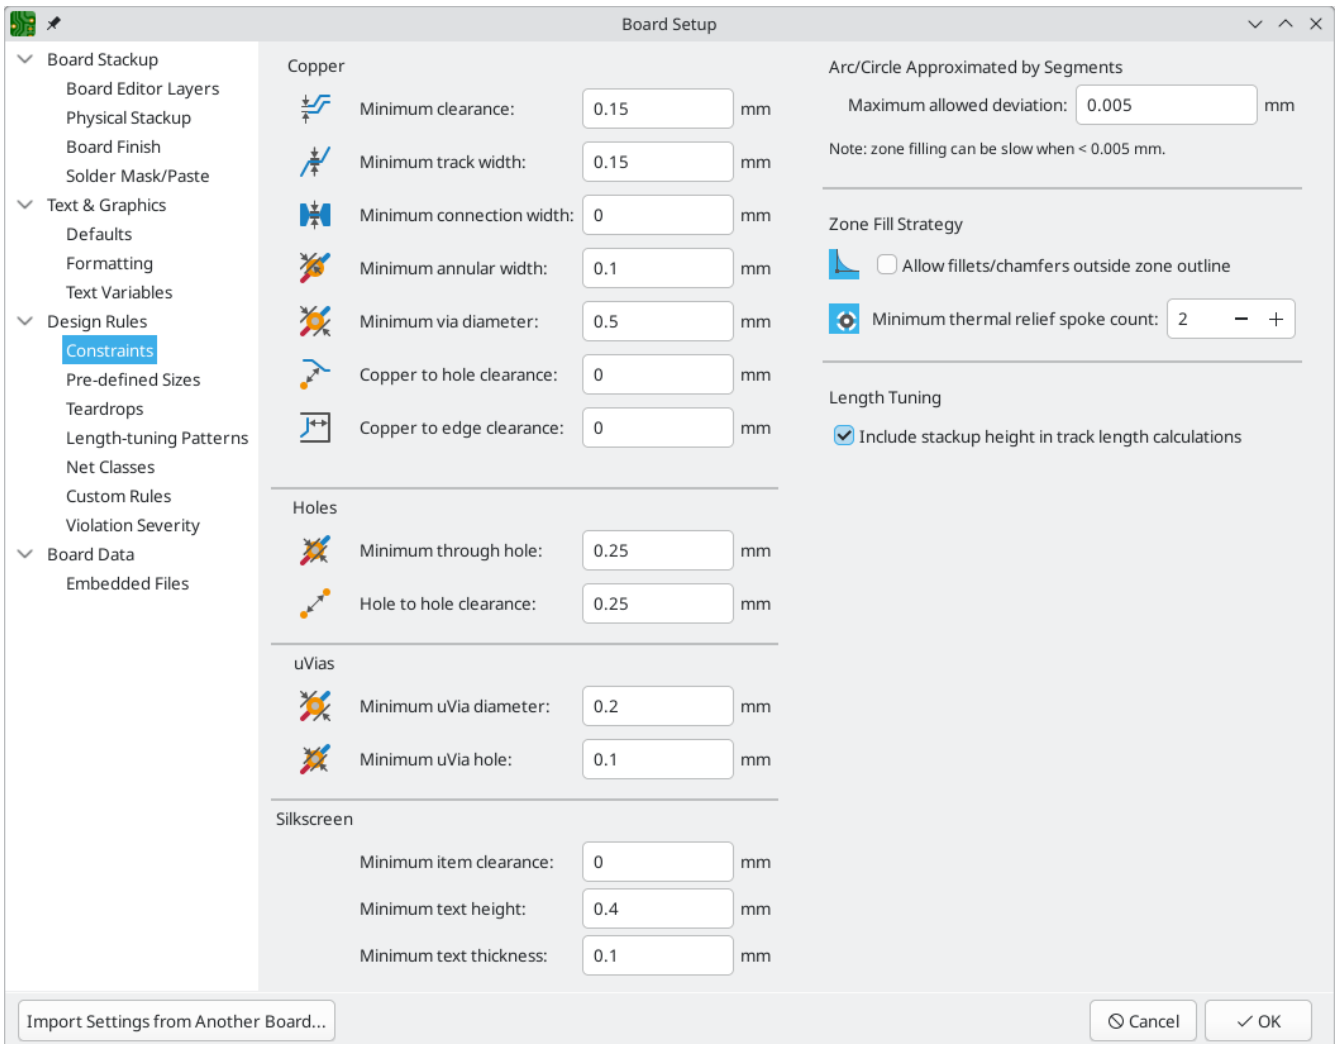 Board Setup
Board Stackup
Board Editor Layers
Physical Stackup
Board Finish
Solder Mask/Paste
Text & Graphics
Defaults
Formatting
Text Variables
Design Rules
Constraints
Pre-defined Sizes
Teardrops
Length-tuning Patterns
Net Classes
Custom Rules
Violation Severity
Board Data
Embedded Files
Copper
Minimum clearance: 0.15 mm
Minimum track width: 0.15 mm
Minimum connection width: 0 mm
Minimum annular width: 0.1 mm
Minimum via diameter: 0.5 mm
Copper to hole clearance: 0 mm
Copper to edge clearance: 0 mm
Holes
Minimum through hole: 0.25 mm
Hole to hole clearance: 0.25 mm
uVias
Minimum uVia diameter: 0.2 mm
Minimum uVia hole: 0.1 mm
Silkscreen
Minimum item clearance: 0 mm
Minimum text height: 0.4 mm
Minimum text thickness: 0.1 mm
Arc/Circle Approximated by Segments
Maximum allowed deviation: 0.005 mm
Note: zone filling can be slow when < 0.005 mm.
Zone Fill Strategy
Allow fillets/chamfers outside zone outline
Minimum thermal relief spoke count: 2 − +
Length Tuning
Include stackup height in track length calculations
Import Settings from Another Board...
Cancel
OK